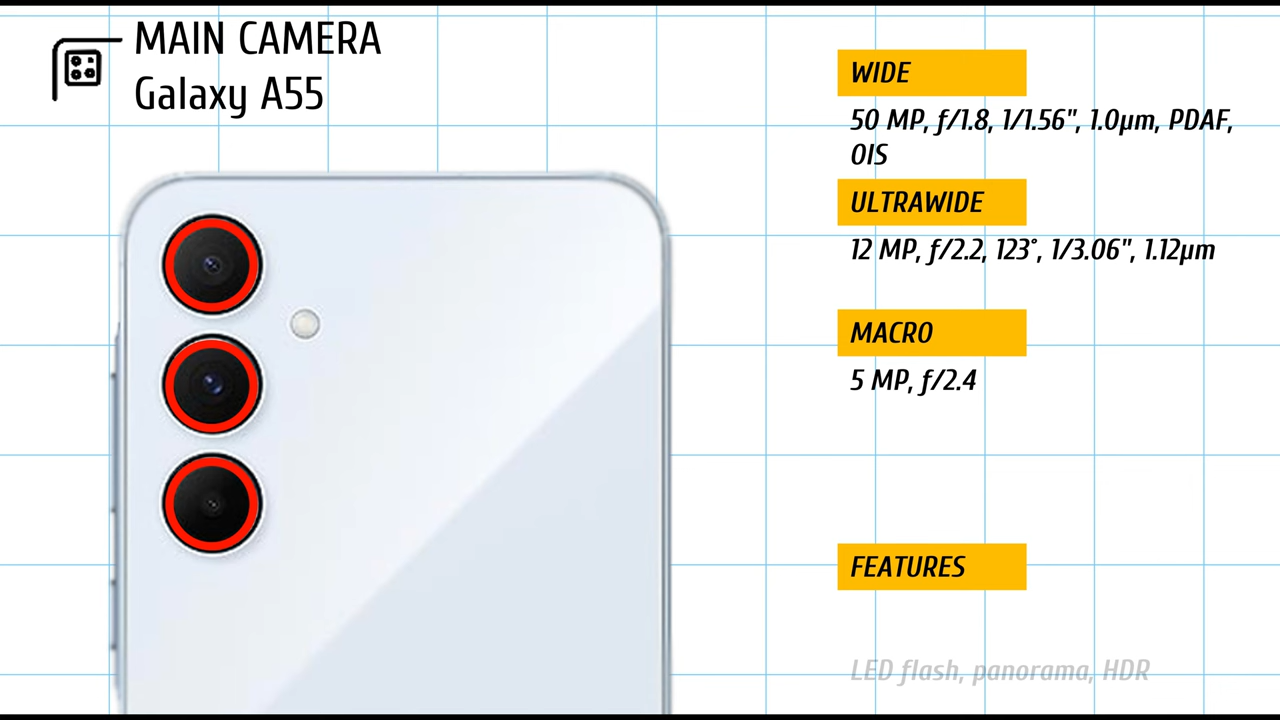 MAIN CAMERA
Galaxy A55
WIDE
50 MP, f/1.8, 1/1.56", 1.0µm, PDAF,
OIS
ULTRAWIDE
12 MP, f/2.2, 123°, 1/3.06", 1.12µm
MACRO
5 MP, f/2.4
FEATURES
LED flash, panorama, HDR